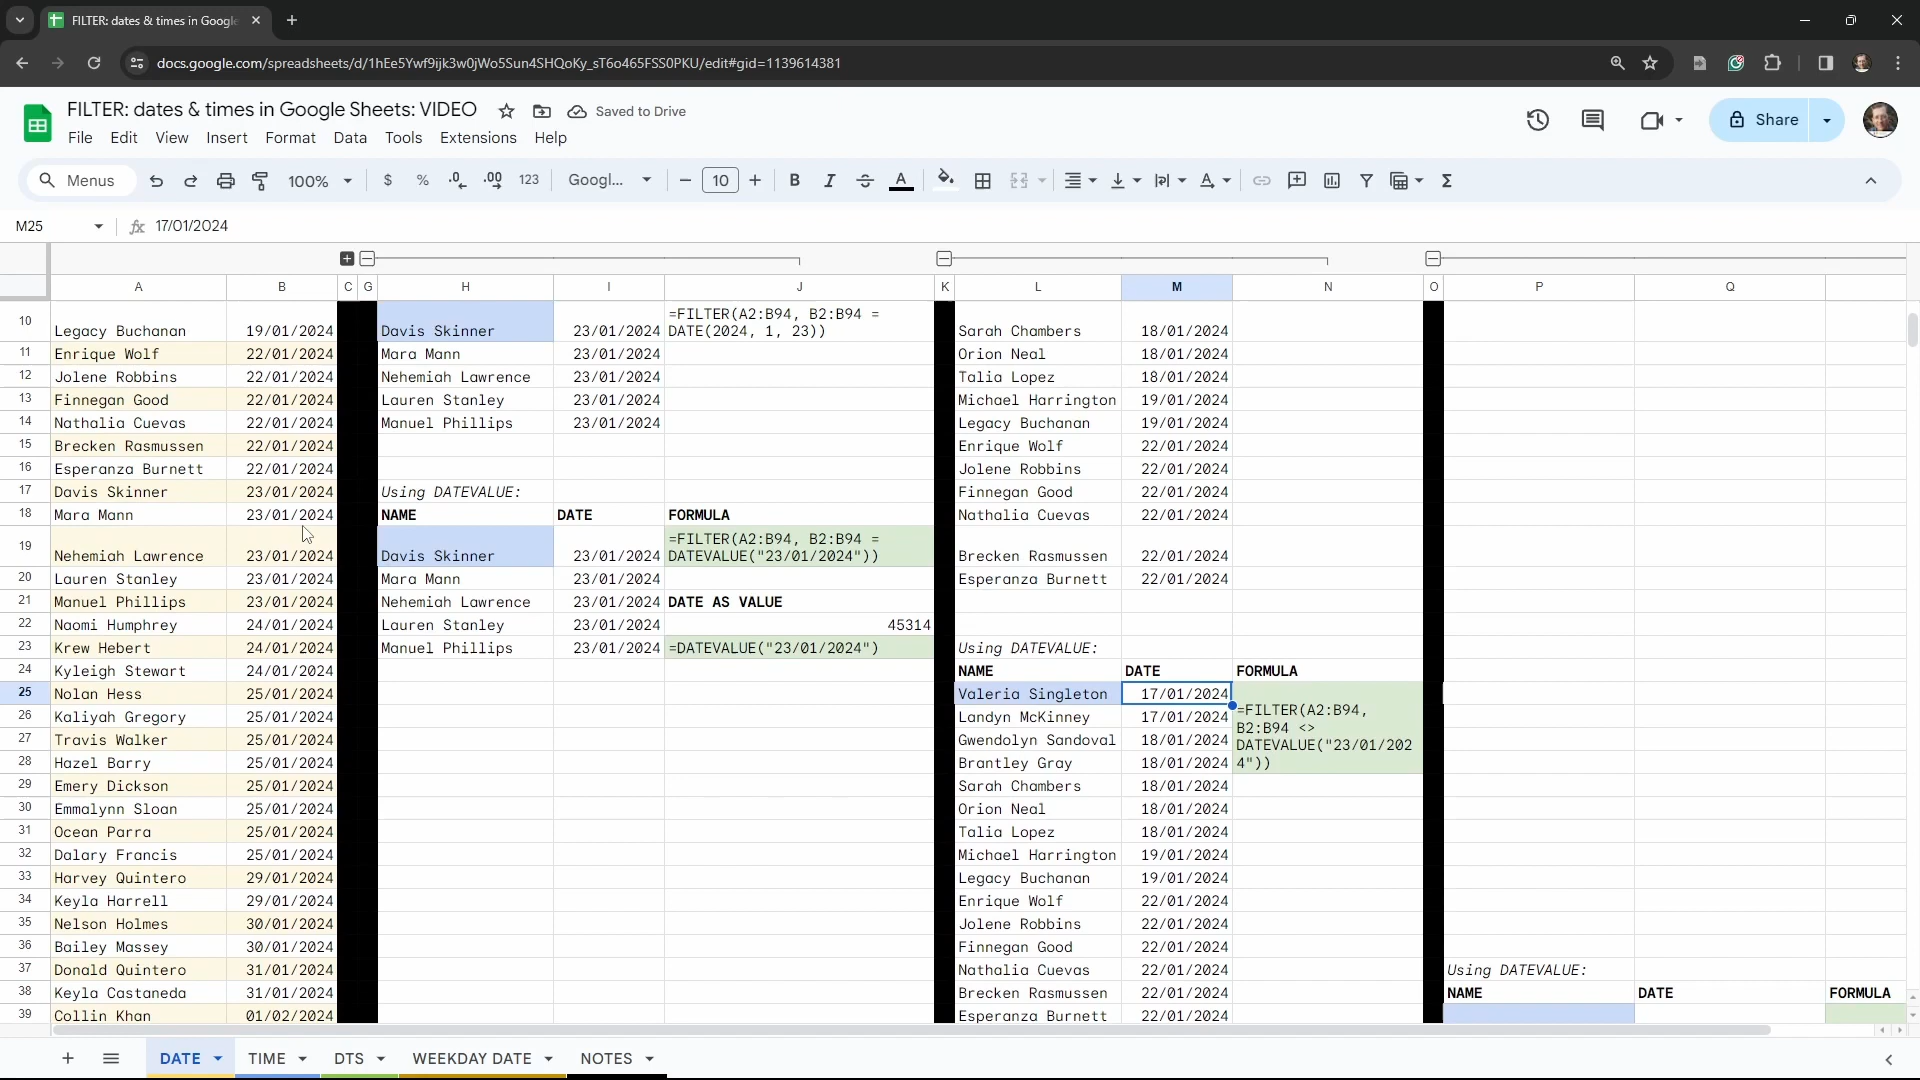 FILTER: dates & times in Google
docs.google.com/spreadsheets/d/1hEe5Ywf9ijk3w0jWo5Sun4SHQoKy_sT6o465FSS0PKU/edit#gid=1139614381
FILTER: dates & times in Google Sheets: VIDEO
Saved to Drive
Share
File Edit View Insert Format Data Tools Extensions Help
Menus 100% $ % .0 .00 123 Googl... 10 B I A
M25 fx 17/01/2024
A B C G H I J K L M N O P Q
10 Legacy Buchanan 19/01/2024 Davis Skinner 23/01/2024 =FILTER(A2:B94, B2:B94 = Sarah Chambers 18/01/2024
DATE(2024, 1, 23))
11 Enrique Wolf 22/01/2024 Mara Mann 23/01/2024 Orion Neal 18/01/2024
12 Jolene Robbins 22/01/2024 Nehemiah Lawrence 23/01/2024 Talia Lopez 18/01/2024
13 Finnegan Good 22/01/2024 Lauren Stanley 23/01/2024 Michael Harrington 19/01/2024
14 Nathalia Cuevas 22/01/2024 Manuel Phillips 23/01/2024 Legacy Buchanan 19/01/2024
15 Brecken Rasmussen 22/01/2024 Enrique Wolf 22/01/2024
16 Esperanza Burnett 22/01/2024 Jolene Robbins 22/01/2024
17 Davis Skinner 23/01/2024 Using DATEVALUE: Finnegan Good 22/01/2024
18 Mara Mann 23/01/2024 NAME DATE FORMULA Nathalia Cuevas 22/01/2024
19 Nehemiah Lawrence 23/01/2024 Davis Skinner 23/01/2024 =FILTER(A2:B94, B2:B94 = Brecken Rasmussen 22/01/2024
DATEVALUE("23/01/2024"))
20 Lauren Stanley 23/01/2024 Mara Mann 23/01/2024 Esperanza Burnett 22/01/2024
21 Manuel Phillips 23/01/2024 Nehemiah Lawrence 23/01/2024 DATE AS VALUE
22 Naomi Humphrey 24/01/2024 Lauren Stanley 23/01/2024 45314
23 Krew Hebert 24/01/2024 Manuel Phillips 23/01/2024 =DATEVALUE("23/01/2024") Using DATEVALUE:
24 Kyleigh Stewart 24/01/2024 NAME DATE FORMULA
25 Nolan Hess 25/01/2024 Valeria Singleton 17/01/2024
26 Kaliyah Gregory 25/01/2024 Landyn McKinney 17/01/2024 =FILTER(A2:B94,
B2:B94 <>
27 Travis Walker 25/01/2024 Gwendolyn Sandoval 18/01/2024 DATEVALUE("23/01/202
28 Hazel Barry 25/01/2024 Brantley Gray 18/01/2024 4"))
29 Emery Dickson 25/01/2024 Sarah Chambers 18/01/2024
30 Emmalynn Sloan 25/01/2024 Orion Neal 18/01/2024
31 Ocean Parra 25/01/2024 Talia Lopez 18/01/2024
32 Dalary Francis 25/01/2024 Michael Harrington 19/01/2024
33 Harvey Quintero 29/01/2024 Legacy Buchanan 19/01/2024
34 Keyla Harrell 29/01/2024 Enrique Wolf 22/01/2024
35 Nelson Holmes 30/01/2024 Jolene Robbins 22/01/2024
36 Bailey Massey 30/01/2024 Finnegan Good 22/01/2024
37 Donald Quintero 31/01/2024 Nathalia Cuevas 22/01/2024 Using DATEVALUE:
38 Keyla Castaneda 31/01/2024 Brecken Rasmussen 22/01/2024 NAME DATE FORMULA
39 Collin Khan 01/02/2024 Esperanza Burnett 22/01/2024
DATE TIME DTS WEEKDAY DATE NOTES